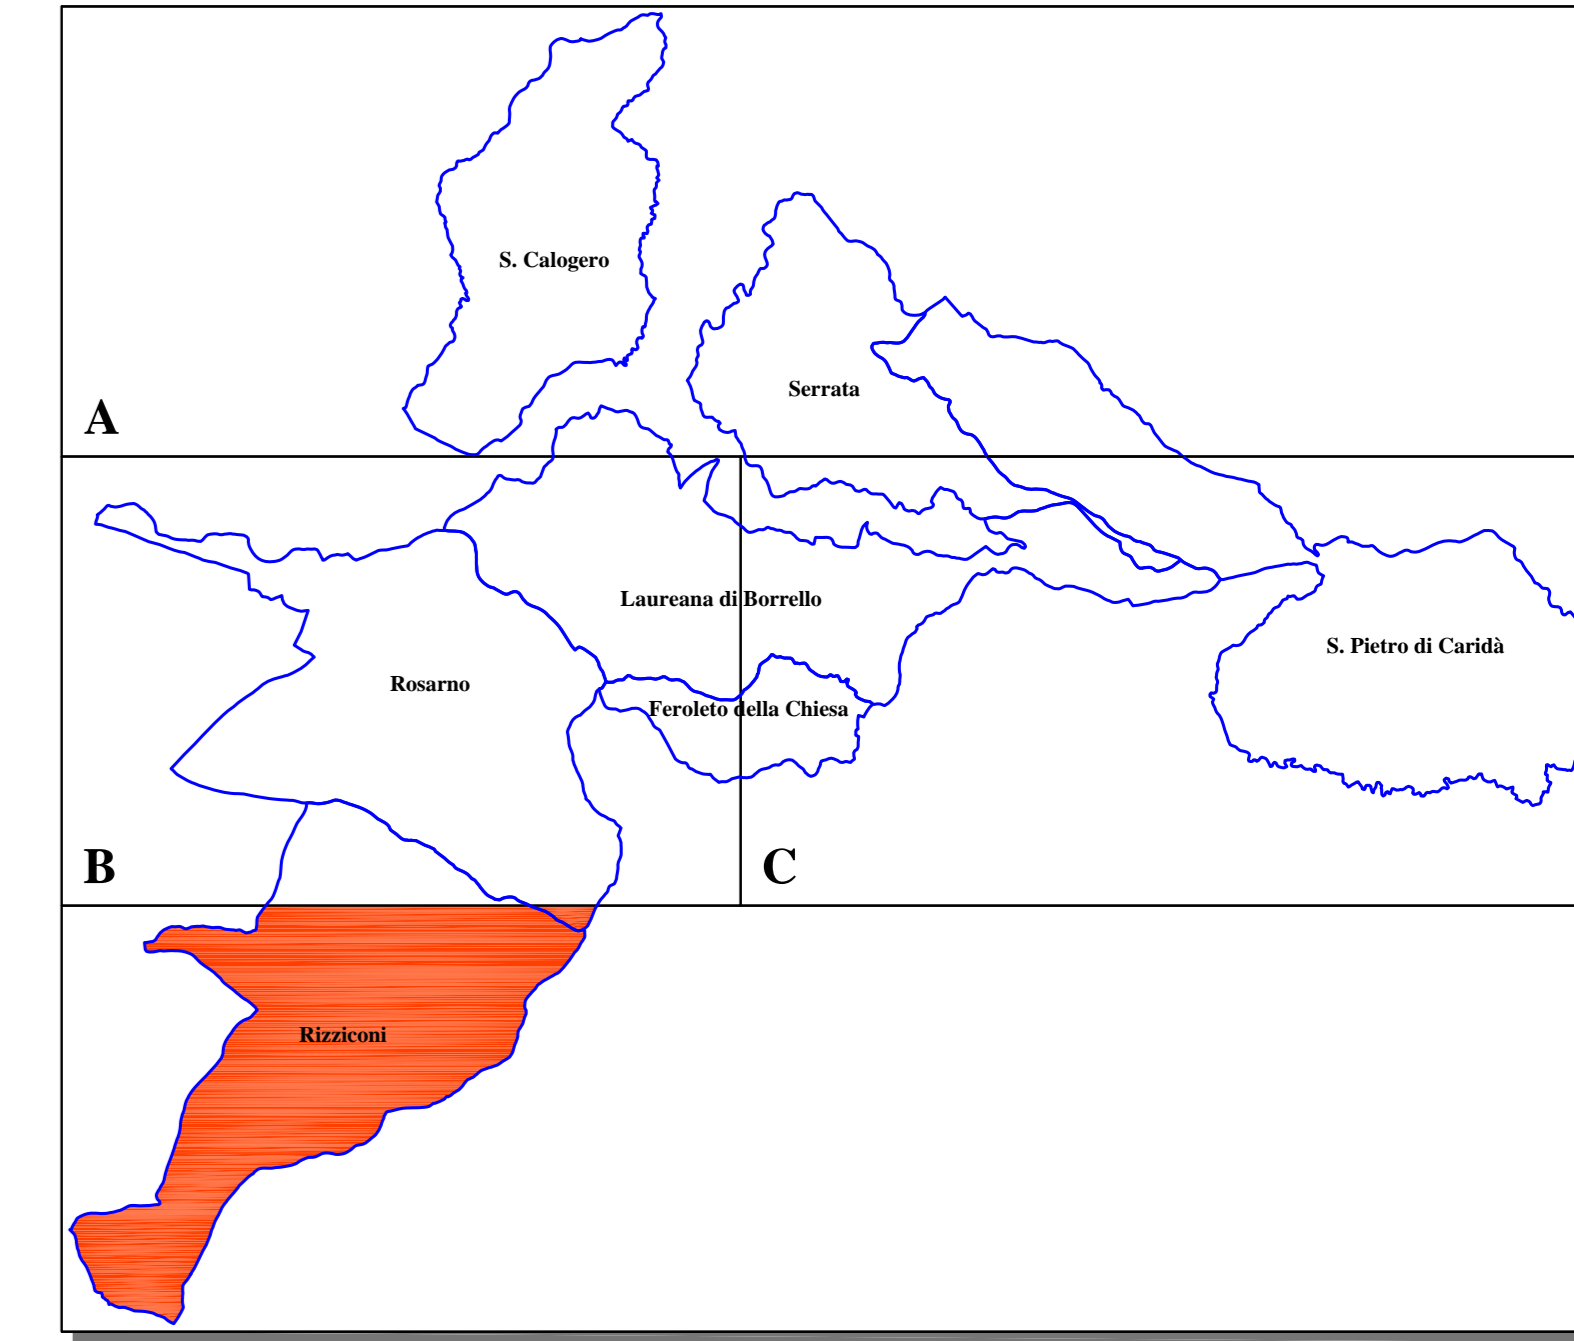 S. Calogero
Serrata
A
Laureana di Borrello
S. Pietro di Caridà
Rosarno
Feroleto della Chiesa
B
C
Rizziconi